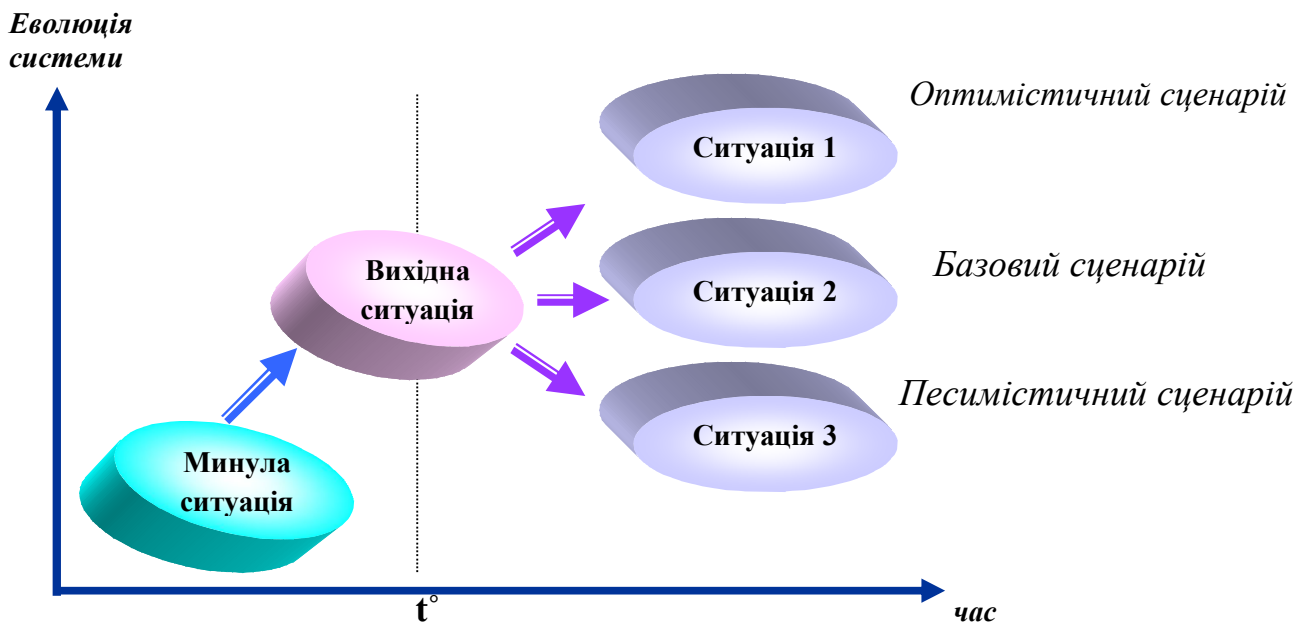 Еволюція
системи
Оптимістичний сценарій
Ситуація 1
Вихідна
ситуація
Базовий сценарій
Ситуація 2
Песимістичний сценарій
Ситуація 3
Минула
ситуація
t°
час